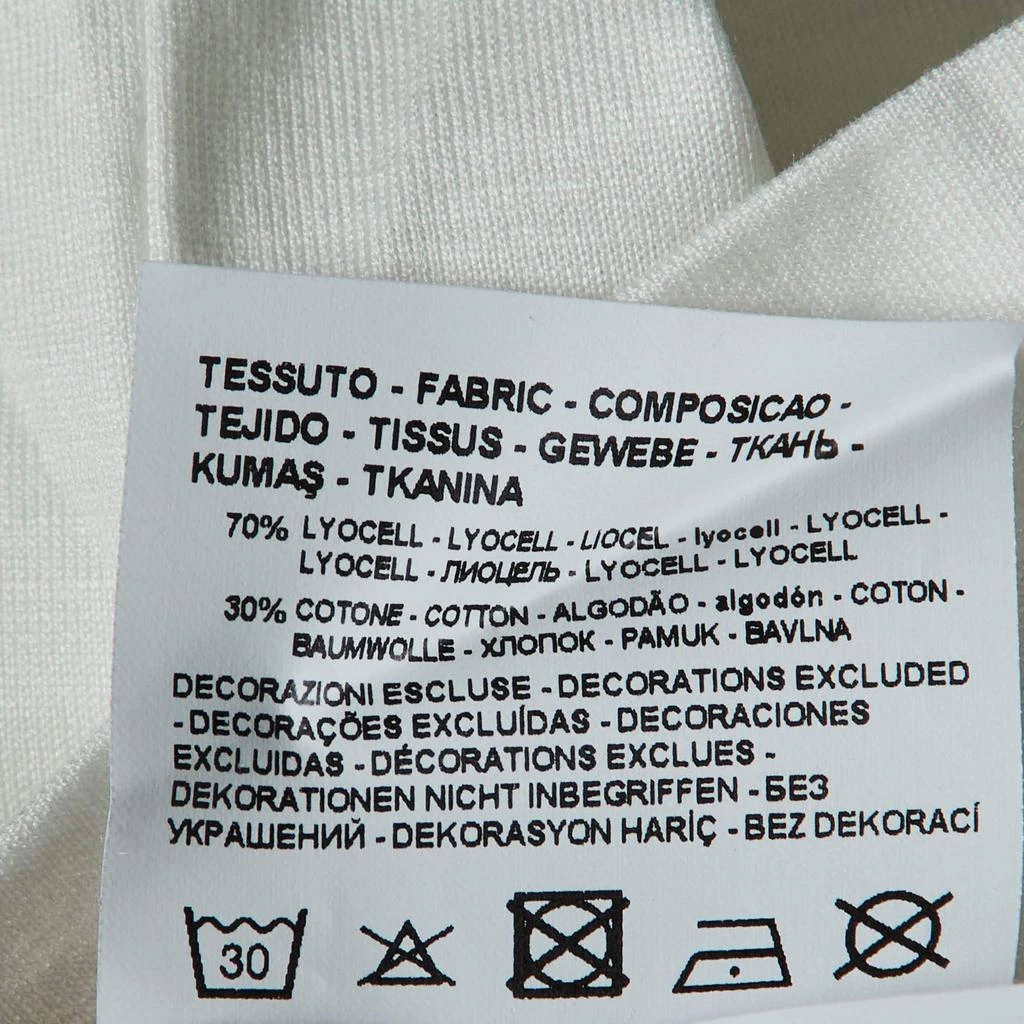 TESSUTO - FABRIC - COMPOSICAO -
TEJIDO - TISSUS - GEWEBE - ТКАНЬ -
KUMAŞ - TKANINA
70% LYOCELL - LYOCELL - LIOCEL - lyocell - LYOCELL -
LYOCELL - ЛИОЦЕЛЬ - LYOCELL - LYOCELL
30% COTONE - COTTON - ALGODÃO - algodón - COTON -
BAUMWOLLE - ХЛОПОК - PAMUK - BAVLNA
DECORAZIONI ESCLUSE - DECORATIONS EXCLUDED
- DECORAÇÕES EXCLUÍDAS - DECORACIONES
EXCLUIDAS - DÉCORATIONS EXCLUES -
DEKORATIONEN NICHT INBEGRIFFEN - БЕЗ
УКРАШЕНИЙ - DEKORASYON HARİÇ - BEZ DEKORACÍ
30